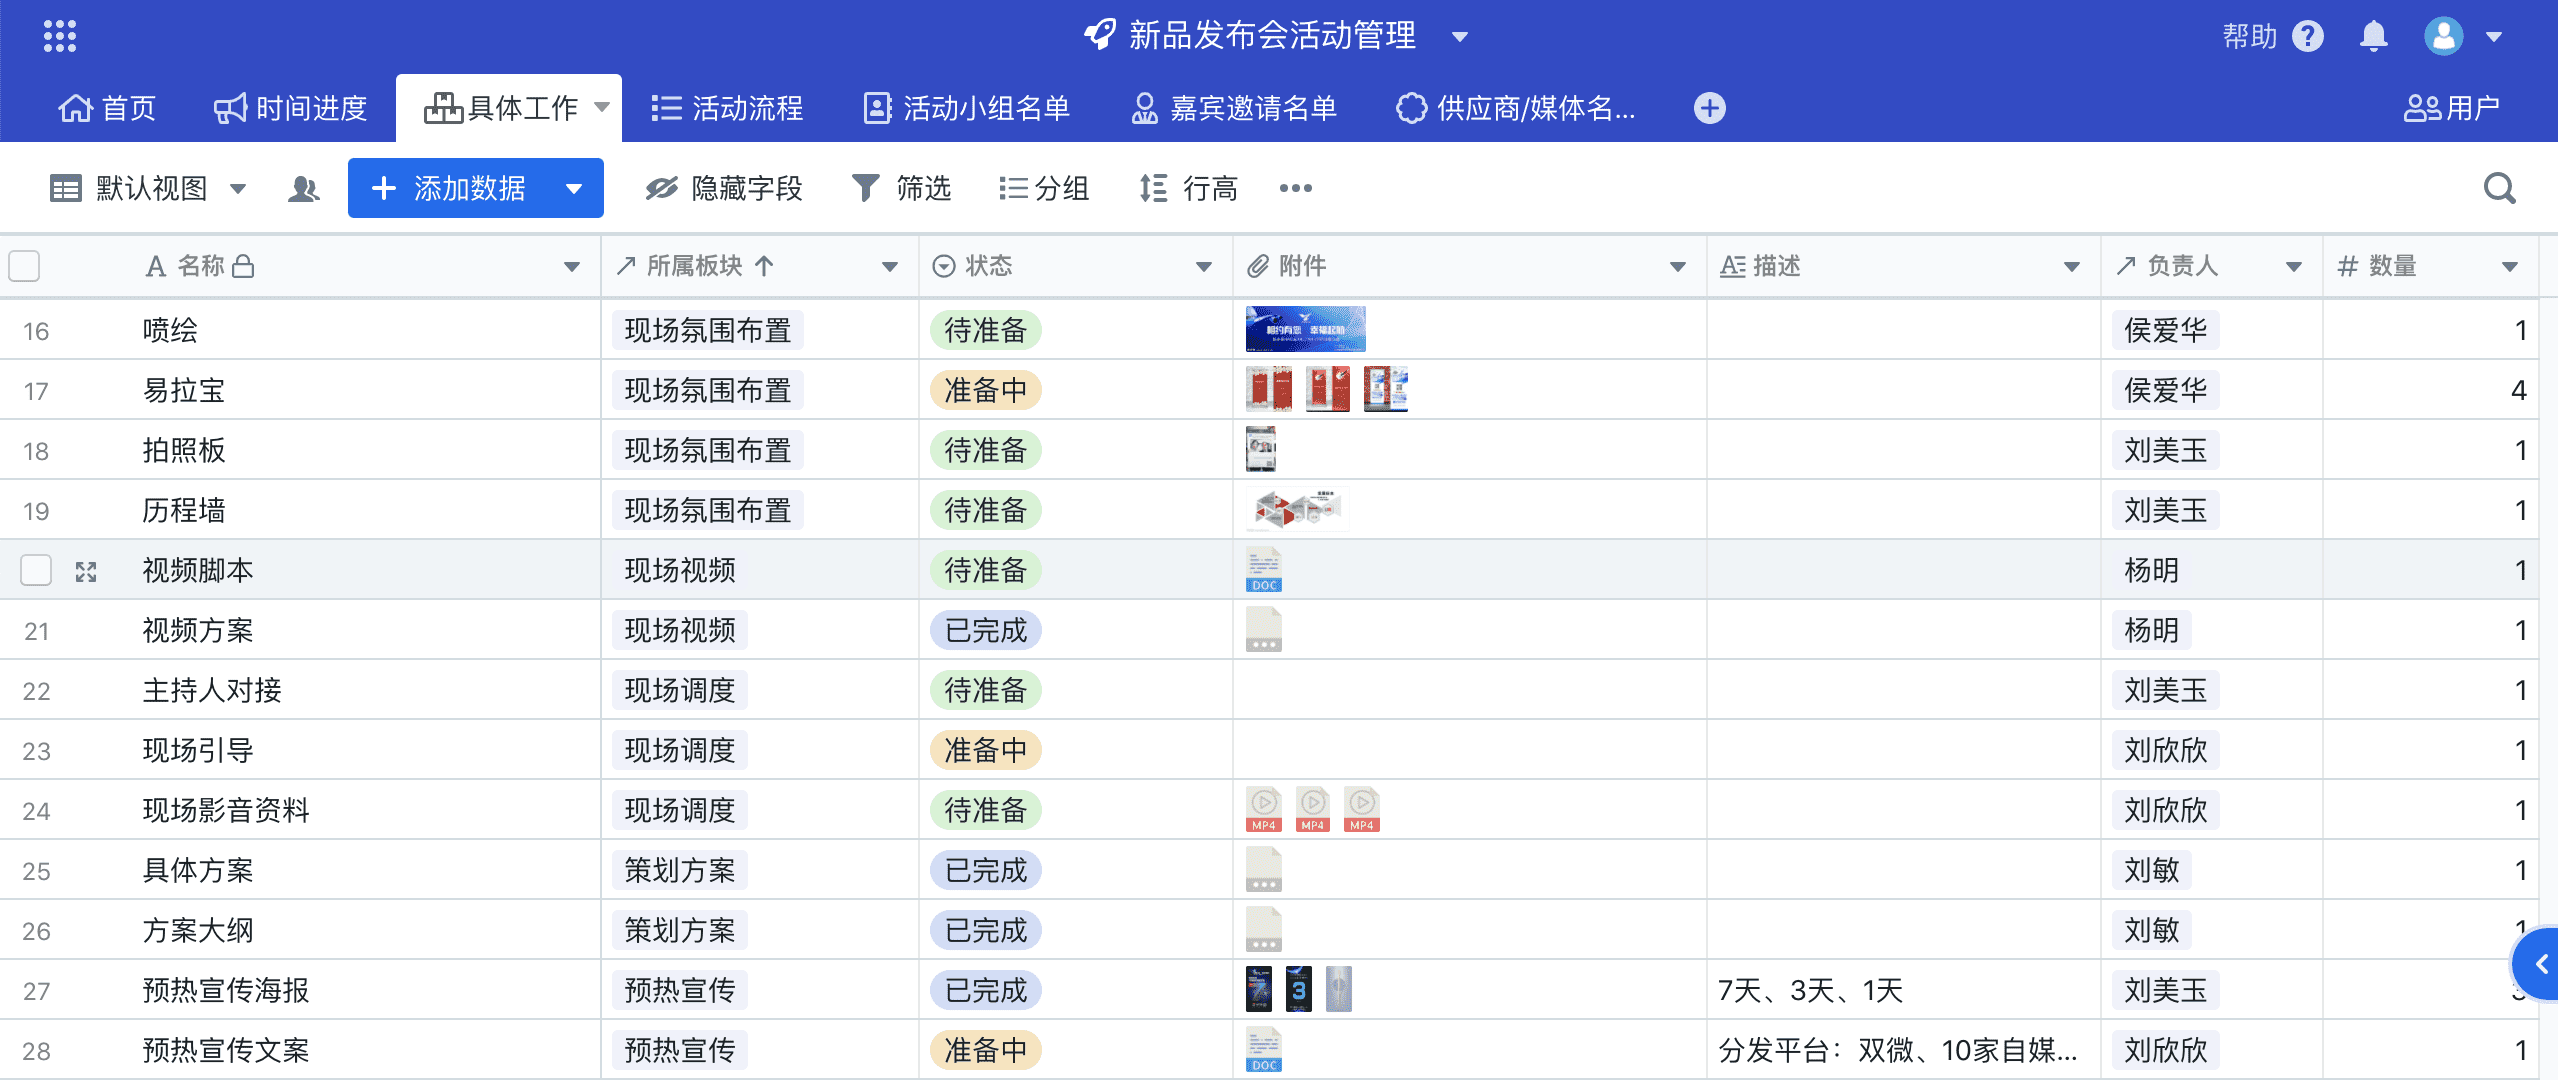 新品发布会活动管理
帮助
首页 时间进度 具体工作 活动流程 活动小组名单 嘉宾邀请名单 供应商/媒体名... 用户
默认视图 添加数据 隐藏字段 筛选 分组 行高
名称 所属板块 状态 附件 描述 负责人 数量
16 喷绘 现场氛围布置 待准备 侯爱华 1
17 易拉宝 现场氛围布置 准备中 侯爱华 4
18 拍照板 现场氛围布置 待准备 刘美玉 1
19 历程墙 现场氛围布置 待准备 刘美玉 1
视频脚本 现场视频 待准备 DOC 杨明 1
21 视频方案 现场视频 已完成 杨明 1
22 主持人对接 现场调度 待准备 刘美玉 1
23 现场引导 现场调度 准备中 刘欣欣 1
24 现场影音资料 现场调度 待准备 MP4 MP4 MP4 刘欣欣 1
25 具体方案 策划方案 已完成 刘敏 1
26 方案大纲 策划方案 已完成 刘敏 1
27 预热宣传海报 预热宣传 已完成 3 7天、3天、1天 刘美玉 3
28 预热宣传文案 预热宣传 准备中 DOC 分发平台：双微、10家自媒... 刘欣欣 1